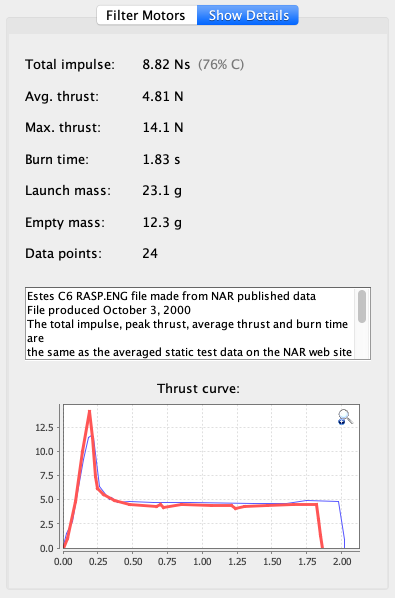 Filter Motors Show Details
Total impulse: 8.82 Ns (76% C)
Avg. thrust: 4.81 N
Max. thrust: 14.1 N
Burn time: 1.83 s
Launch mass: 23.1 g
Empty mass: 12.3 g
Data points: 24
Estes C6 RASP.ENG file made from NAR published data
File produced October 3, 2000
The total impulse, peak thrust, average thrust and burn time
are
the same as the averaged static test data on the NAR web site
Thrust curve:
12.5
10.0
7.5
5.0
2.5
0.0
0.00 0.25 0.50 0.75 1.00 1.25 1.50 1.75 2.00